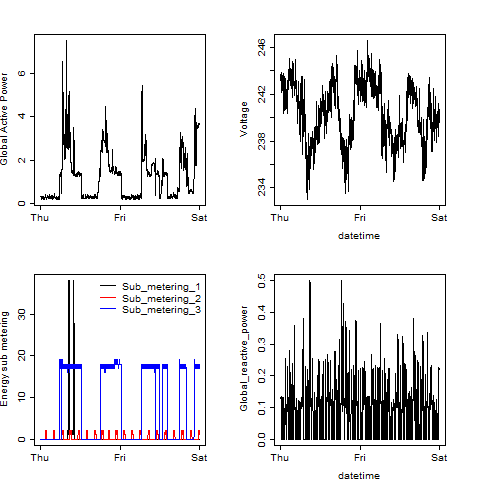 Global Active Power
6
4
2
0
Thu
Fri
Sat
Voltage
246
242
238
234
Thu
Fri
Sat
datetime
Energy sub metering
30
20
10
0
Sub_metering_1
Sub_metering_2
Sub_metering_3
Thu
Fri
Sat
Global_reactive_power
0.5
0.4
0.3
0.2
0.1
0.0
Thu
Fri
Sat
datetime